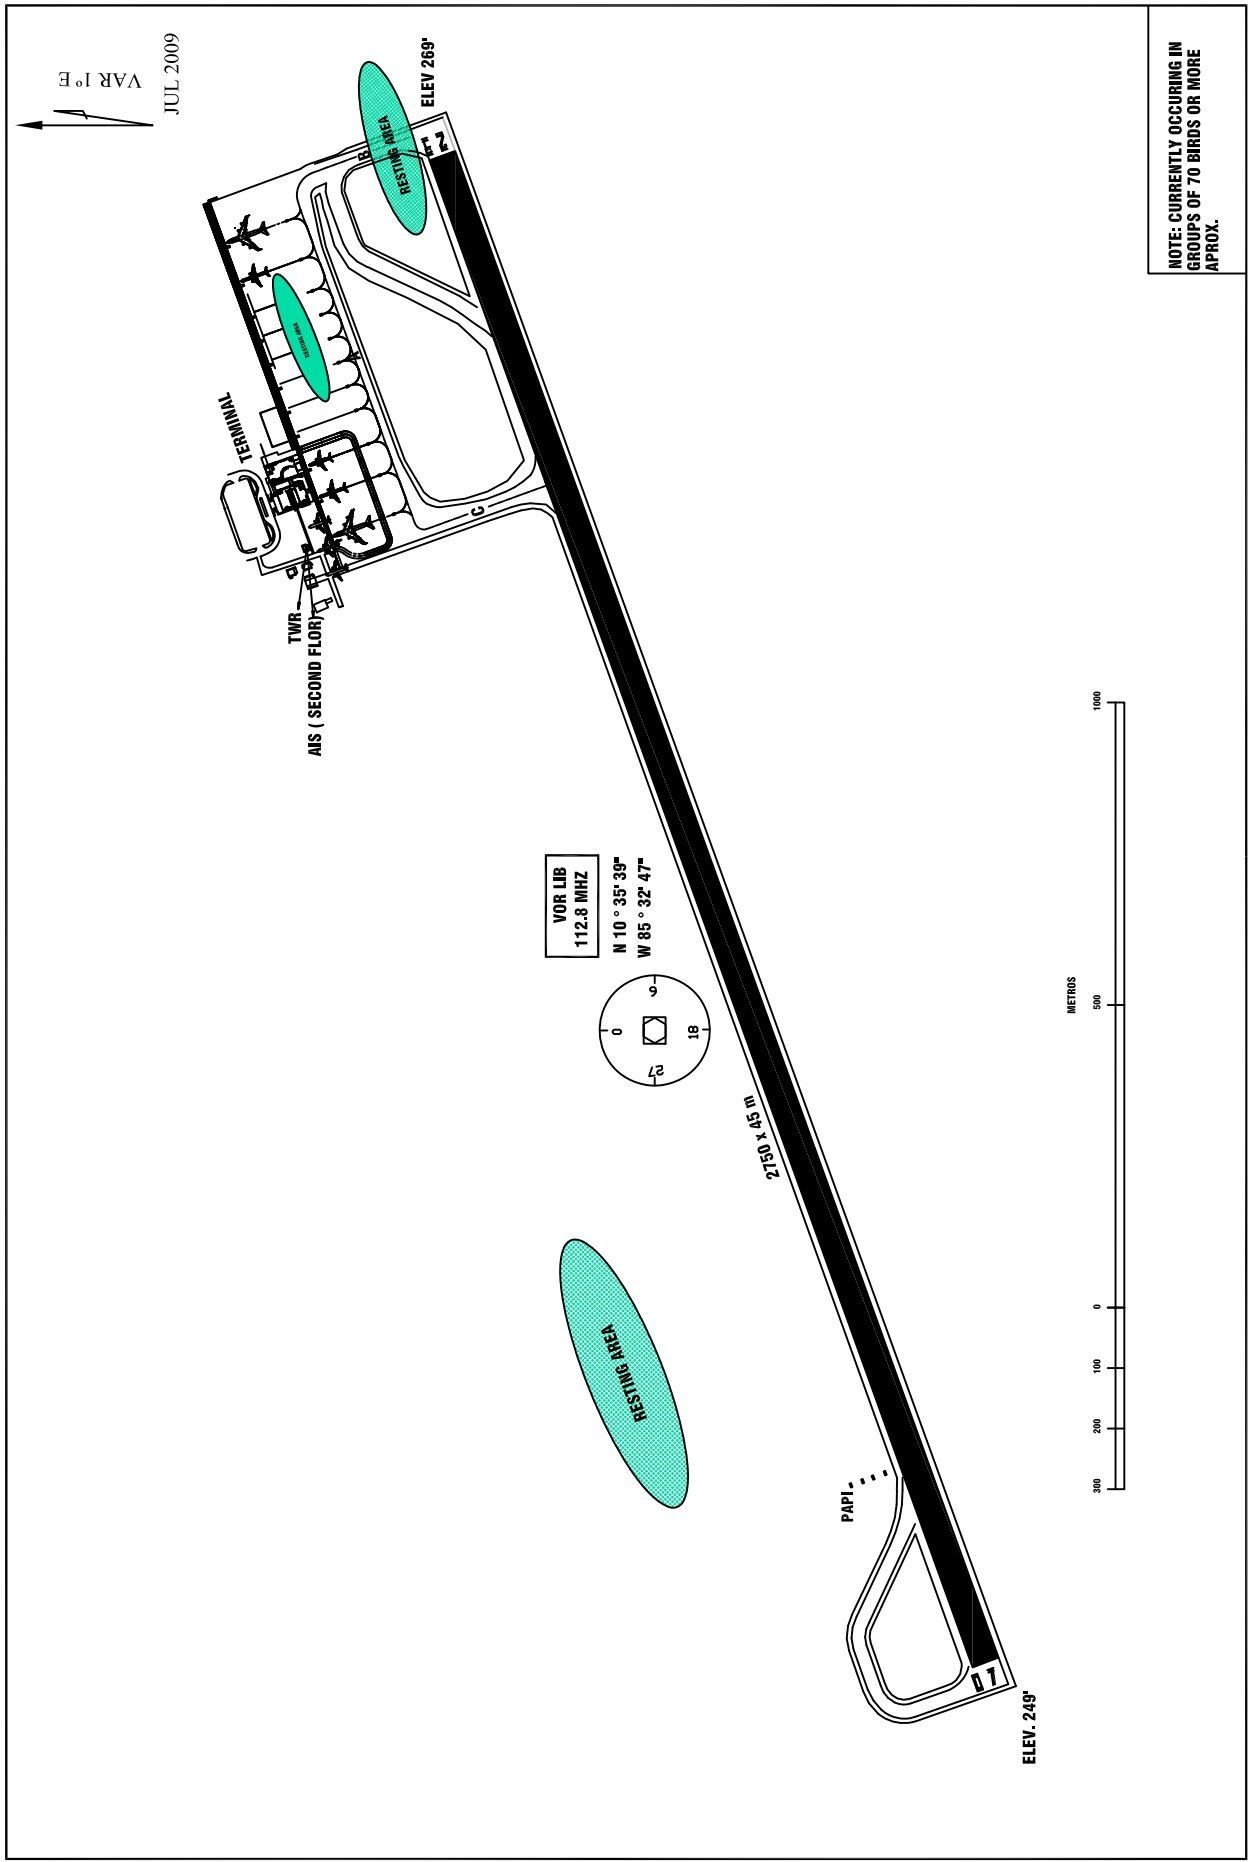 VAR 1° E
JUL 2009
ELEV 269'
NOTE: CURRENTLY OCCURING IN
GROUPS OF 70 BIRDS OR MORE
APROX.
RESTING AREA
B
RESTING AREA
A
TERMINAL
C
TWR
AIS ( SECOND FLOR)
VOR LIB
112.8 MHZ
N 10 ° 35' 39"
W 85 ° 32' 47"
0
9
18
27
2750 x 45 m
RESTING AREA
PAPI
07
ELEV. 249'
METROS
300
200
100
0
500
1000